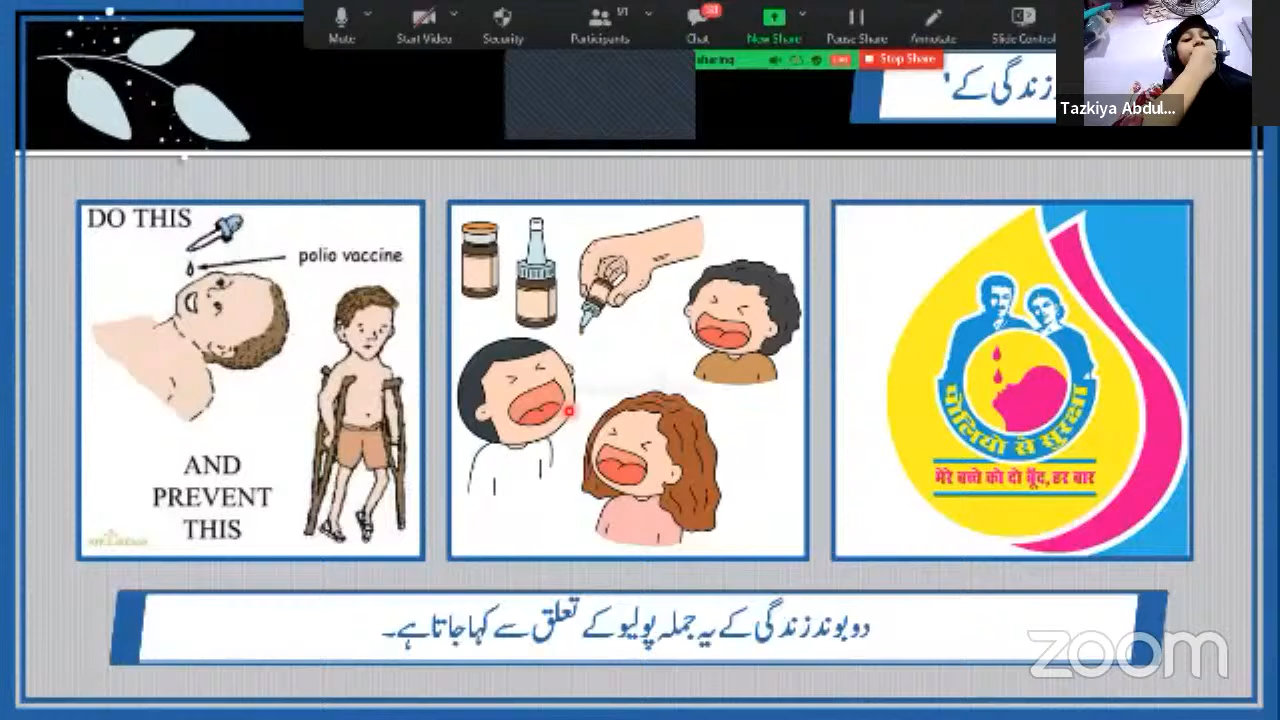 Mute
Start Video
Security
Participants
Chat
New Share
Pause Share
Annotate
Slide Control
sharing
Stop Share
زندگی کے'
Tazkiya Abdul...
DO THIS
polio vaccine
AND
PREVENT
THIS
पोलियो से सुरक्षा
मेरे बच्चे को दो बूँद, हर बार
دو بوند زندگی کے یہ جملہ پولیو کے تعلق سے کہا جاتا ہے۔
zoom